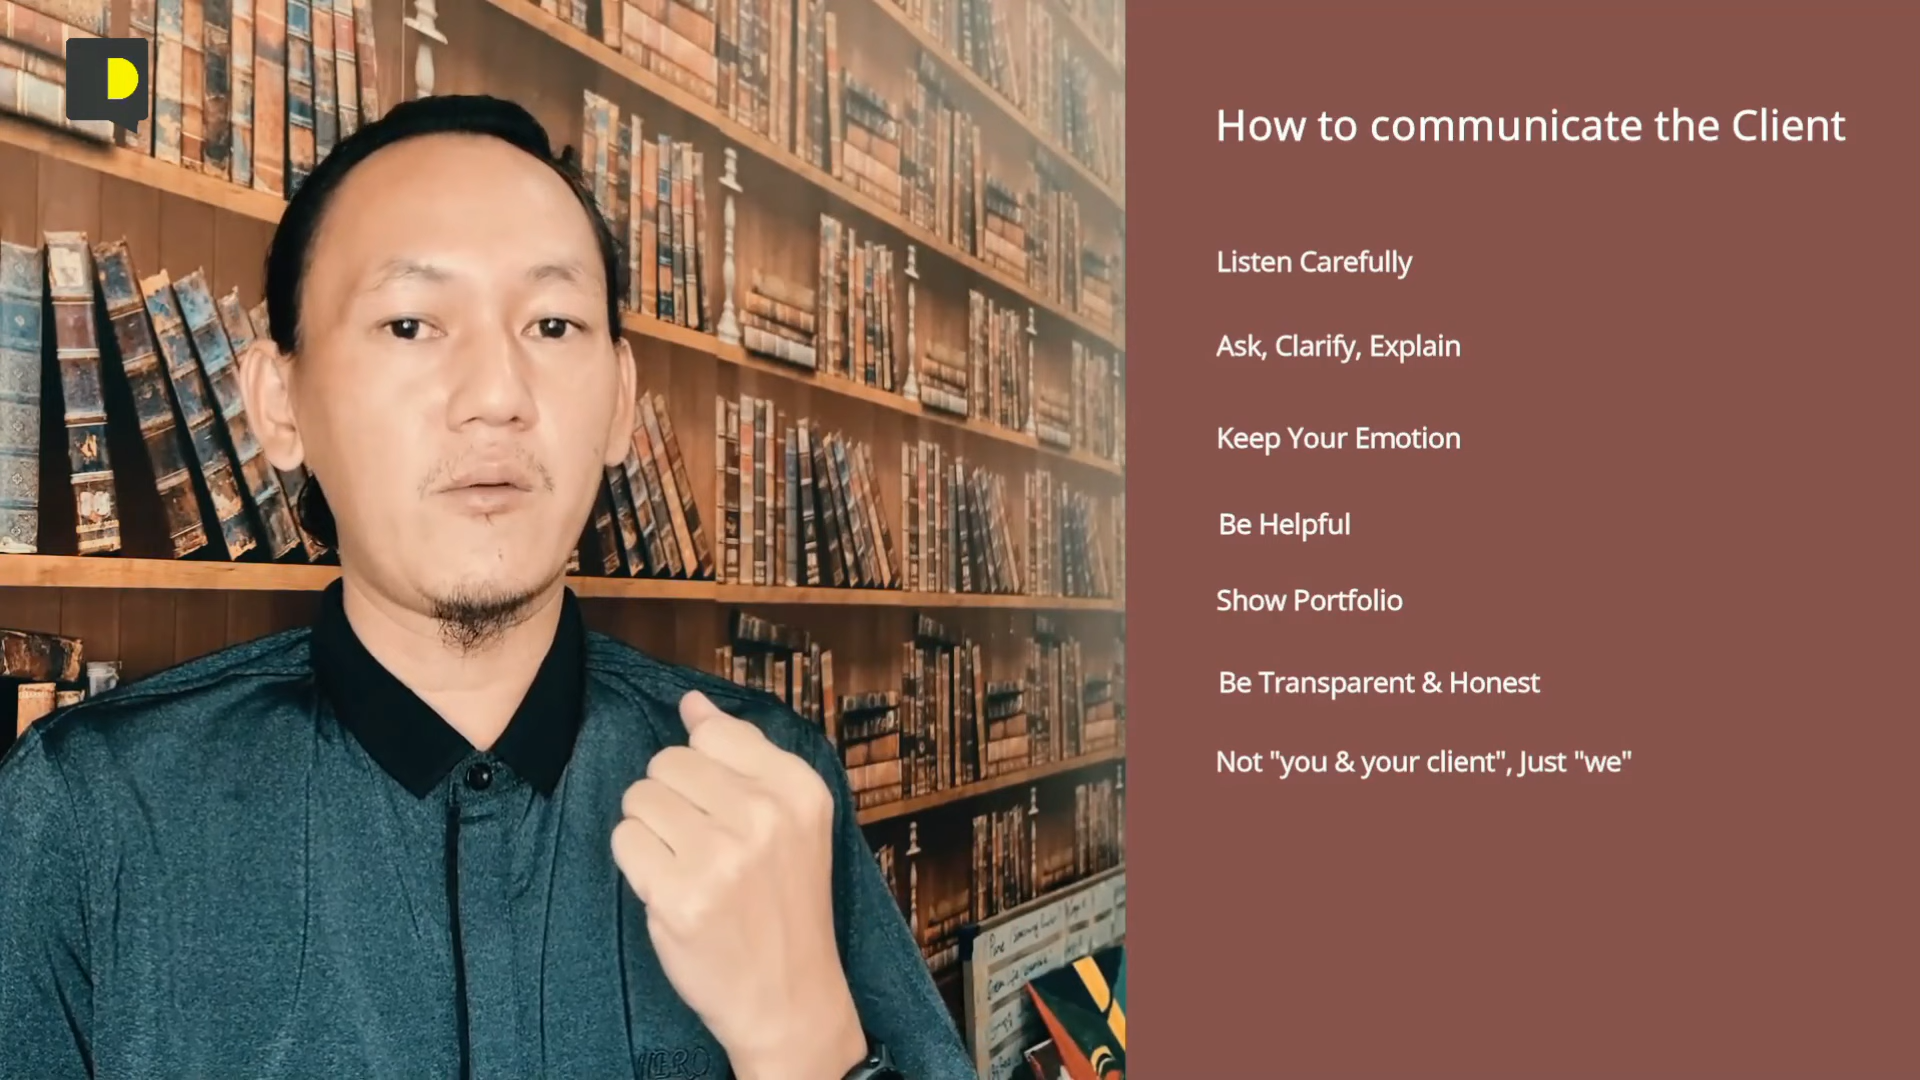 How to communicate the Client
Listen Carefully
Ask, Clarify, Explain
Keep Your Emotion
Be Helpful
Show Portfolio
Be Transparent & Honest
Not "you & your client", Just "we"
HERO